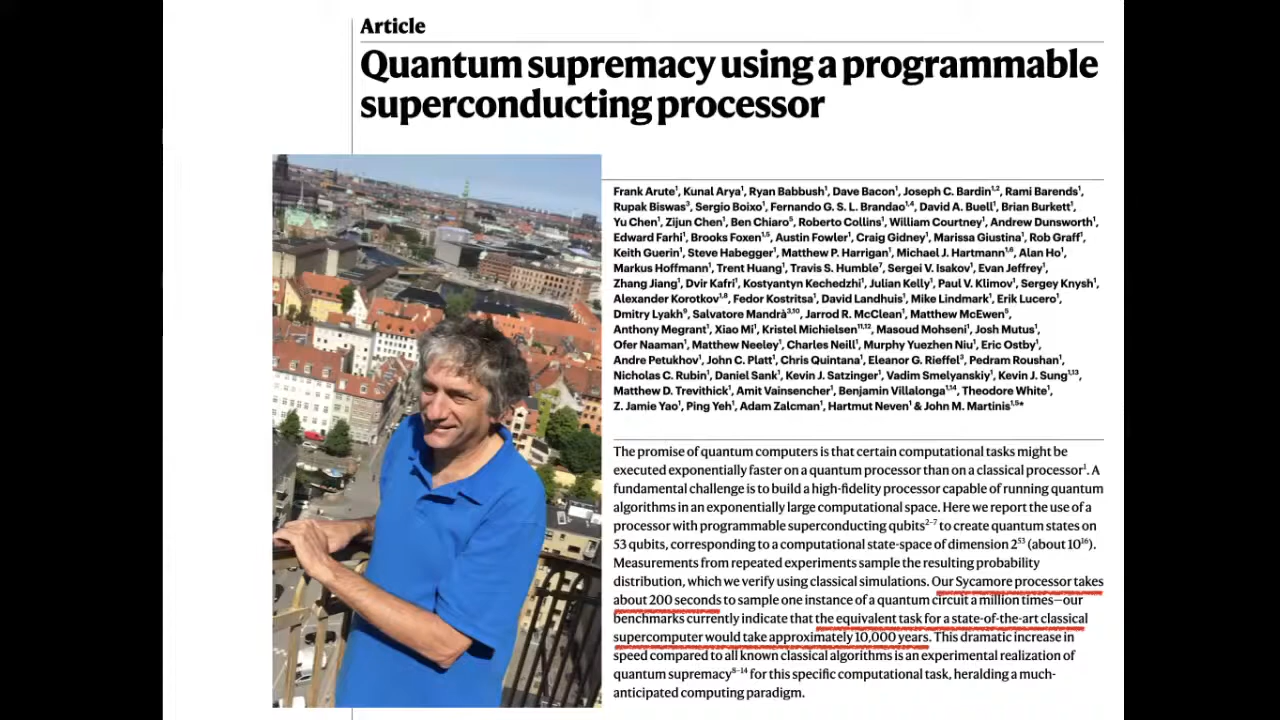 Article
Quantum supremacy using a programmable
superconducting processor
Frank Arute¹, Kunal Arya¹, Ryan Babbush¹, Dave Bacon¹, Joseph C. Bardin¹,², Rami Barends¹,
Rupak Biswas³, Sergio Boixo¹, Fernando G. S. L. Brandao¹,⁴, David A. Buell¹, Brian Burkett¹,
Yu Chen¹, Zijun Chen¹, Ben Chiaro⁵, Roberto Collins¹, William Courtney¹, Andrew Dunsworth¹,
Edward Farhi¹, Brooks Foxen¹,⁵, Austin Fowler¹, Craig Gidney¹, Marissa Giustina¹, Rob Graff¹,
Keith Guerin¹, Steve Habegger¹, Matthew P. Harrigan¹, Michael J. Hartmann¹,⁶, Alan Ho¹,
Markus Hoffmann¹, Trent Huang¹, Travis S. Humble⁷, Sergei V. Isakov¹, Evan Jeffrey¹,
Zhang Jiang¹, Dvir Kafri¹, Kostyantyn Kechedzhi¹, Julian Kelly¹, Paul V. Klimov¹, Sergey Knysh¹,
Alexander Korotkov¹,⁸, Fedor Kostritsa¹, David Landhuis¹, Mike Lindmark¹, Erik Lucero¹,
Dmitry Lyakh⁹, Salvatore Mandrà³,¹⁰, Jarrod R. McClean¹, Matthew McEwen⁵,
Anthony Megrant¹, Xiao Mi¹, Kristel Michielsen¹¹,¹², Masoud Mohseni¹, Josh Mutus¹,
Ofer Naaman¹, Matthew Neeley¹, Charles Neill¹, Murphy Yuezhen Niu¹, Eric Ostby¹,
Andre Petukhov¹, John C. Platt¹, Chris Quintana¹, Eleanor G. Rieffel³, Pedram Roushan¹,
Nicholas C. Rubin¹, Daniel Sank¹, Kevin J. Satzinger¹, Vadim Smelyanskiy¹, Kevin J. Sung¹,¹³,
Matthew D. Trevithick¹, Amit Vainsencher¹, Benjamin Villalonga¹,¹⁴, Theodore White¹,
Z. Jamie Yao¹, Ping Yeh¹, Adam Zalcman¹, Hartmut Neven¹ & John M. Martinis¹,⁵*
The promise of quantum computers is that certain computational tasks might be
executed exponentially faster on a quantum processor than on a classical processor¹. A
fundamental challenge is to build a high-fidelity processor capable of running quantum
algorithms in an exponentially large computational space. Here we report the use of a
processor with programmable superconducting qubits²⁻⁷ to create quantum states on
53 qubits, corresponding to a computational state-space of dimension 2⁵³ (about 10¹⁶).
Measurements from repeated experiments sample the resulting probability
distribution, which we verify using classical simulations. Our Sycamore processor takes
about 200 seconds to sample one instance of a quantum circuit a million times—our
benchmarks currently indicate that the equivalent task for a state-of-the-art classical
supercomputer would take approximately 10,000 years. This dramatic increase in
speed compared to all known classical algorithms is an experimental realization of
quantum supremacy⁸⁻¹⁴ for this specific computational task, heralding a much-
anticipated computing paradigm.